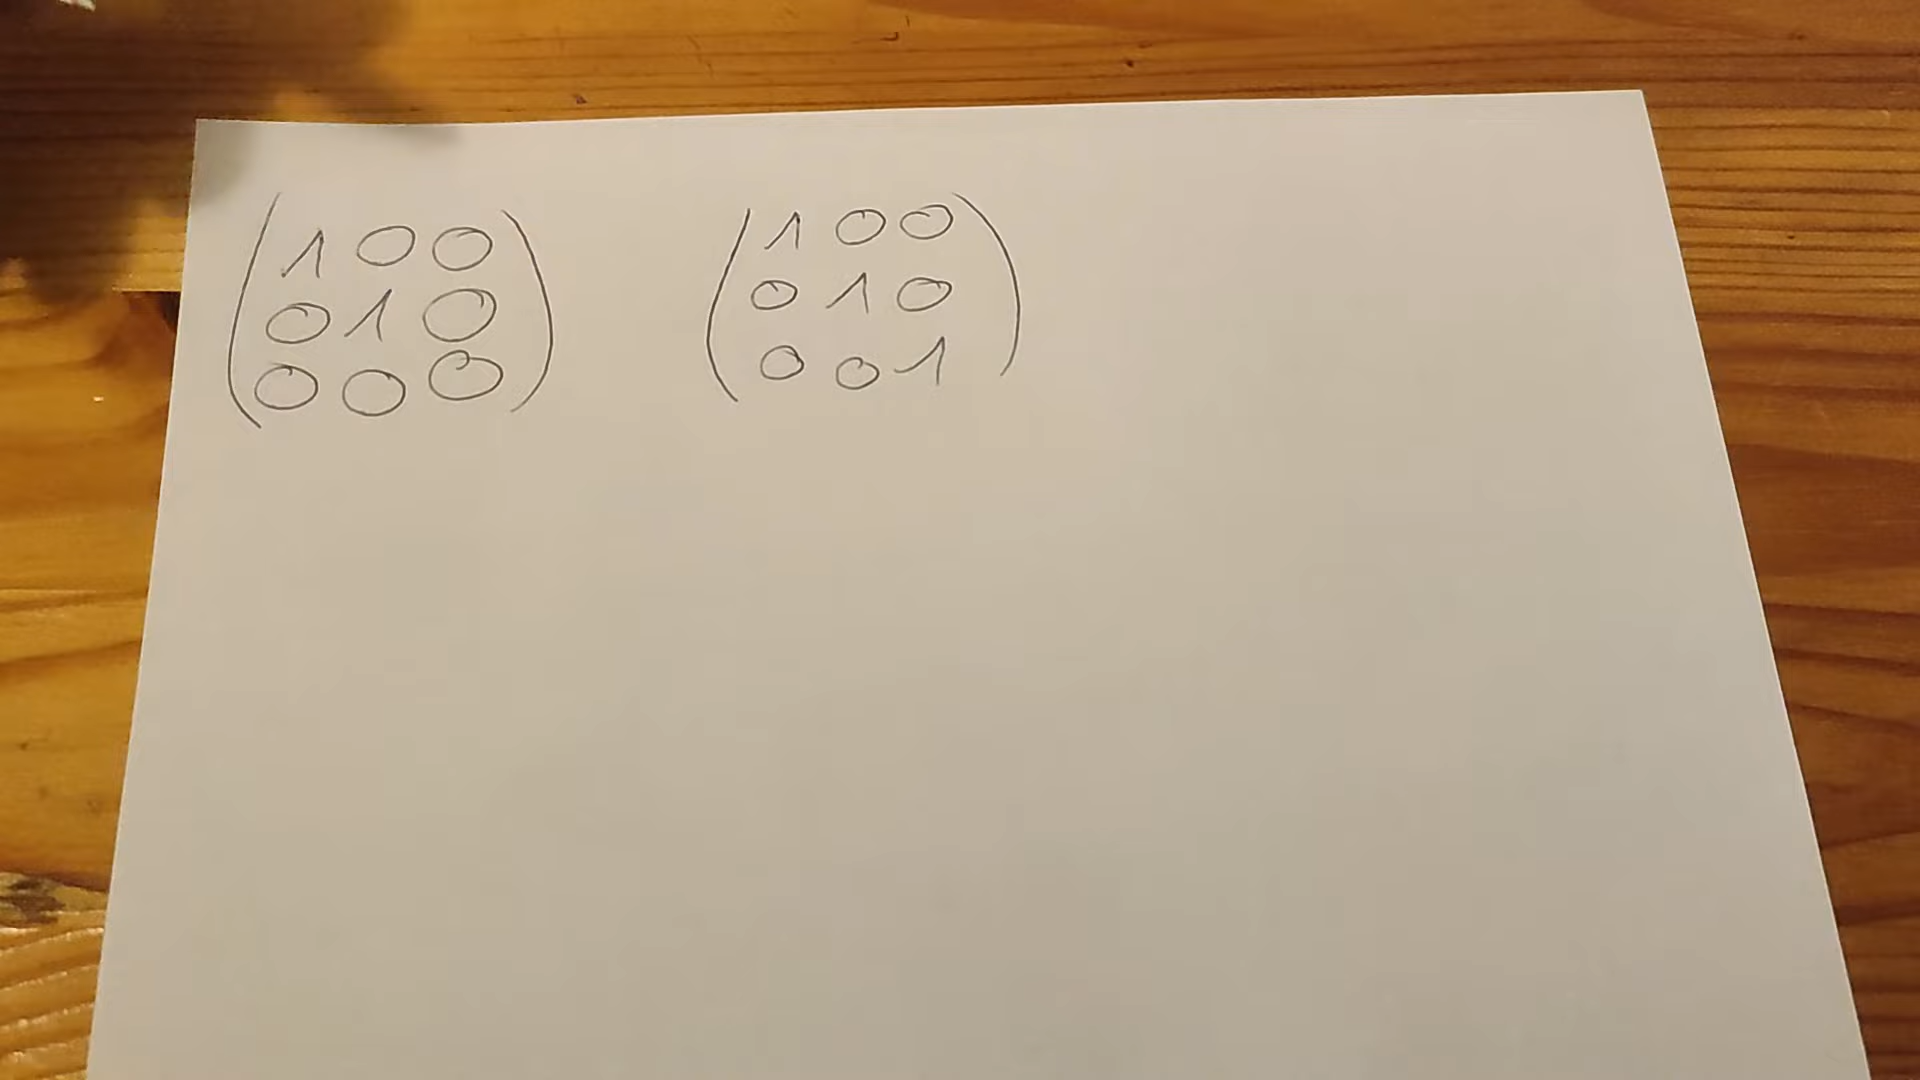 ( 1 0 0 ) ( 1 0 0 )
( 0 1 0 ) ( 0 1 0 )
( 0 0 0 ) ( 0 0 1 )